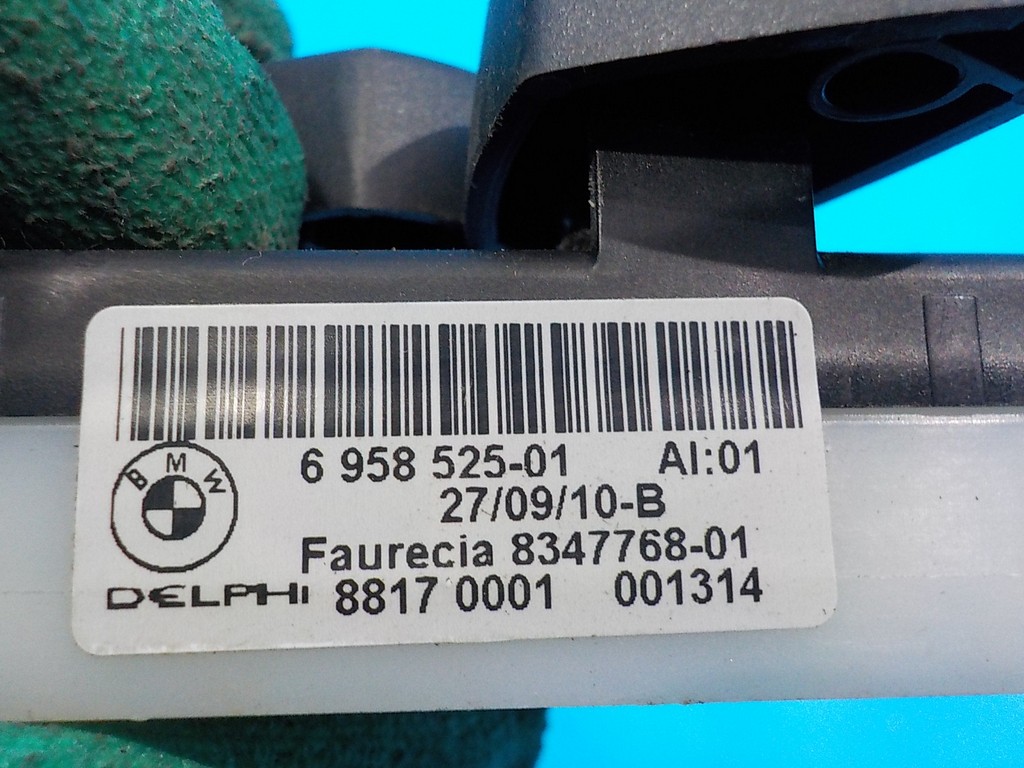 BMW
6 958 525-01 AI:01
27/09/10-B
Faurecia 8347768-01
DELPHI 8817 0001 001314